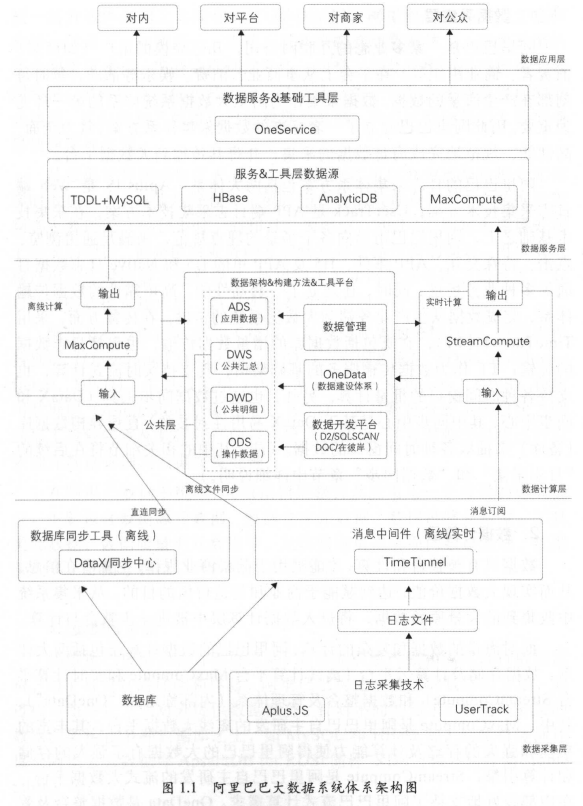 对内
对平台
对商家
对公众
数据应用层
数据服务&基础工具层
OneService
服务&工具层数据源
TDDL+MySQL
HBase
AnalyticDB
MaxCompute
数据服务层
离线计算
输出
MaxCompute
输入
数据架构&构建方法&工具平台
ADS
(应用数据)
DWS
(公共汇总)
DWD
(公共明细)
ODS
(操作数据)
公共层
数据管理
OneData
(数据建设体系)
数据开发平台
(D2/SQLSCAN/
DQC/在彼岸)
实时计算
输出
StreamCompute
输入
数据计算层
离线文件同步
直连同步
消息订阅
数据库同步工具(离线)
DataX/同步中心
消息中间件(离线/实时)
TimeTunnel
日志文件
数据库
日志采集技术
Aplus.JS
UserTrack
数据采集层
图 1.1 阿里巴巴大数据系统体系架构图